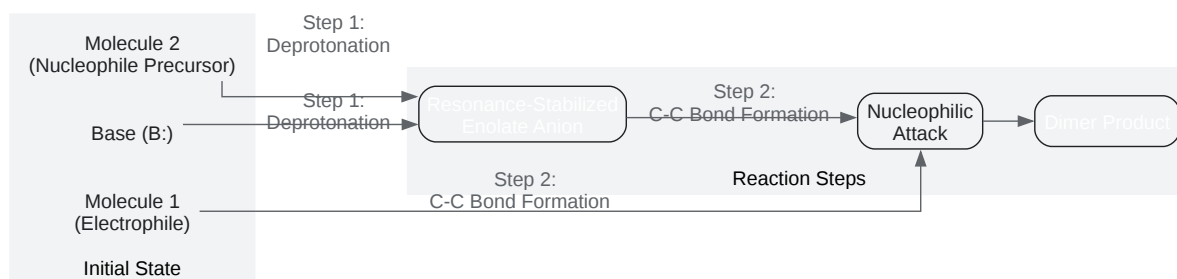 Step 1:
Deprotonation
Molecule 2
(Nucleophile Precursor)
Step 1:
Deprotonation
Base (B:)
Resonance-Stabilized
Enolate Anion
Step 2:
C-C Bond Formation
Nucleophilic
Attack
Dimer Product
Reaction Steps
Step 2:
C-C Bond Formation
Molecule 1
(Electrophile)
Initial State